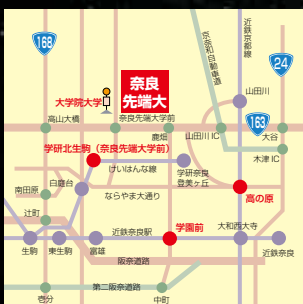 168
近鉄京都線
京奈和自動車道
24
奈良
先端大
大学院大学
山田川
163
高山大橋
奈良先端大学前
鹿畑
山田川IC
大谷
木津IC
学研北生駒（奈良先端大学前）
けいはんな線
学研奈良
登美ヶ丘
白庭台
南田原
ならやま大通り
高の原
辻町
学園前
近鉄奈良駅
大和西大寺
生駒
東生駒
富雄
近鉄奈良
阪奈道路
第二阪奈道路
壱分
中町